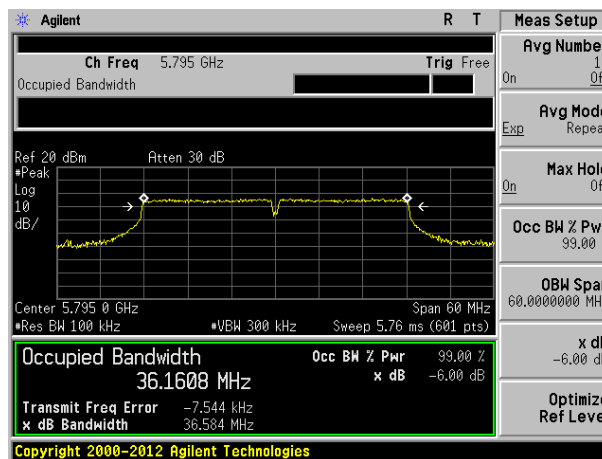 Agilent R T Meas Setup
Ch Freq 5.795 GHz Trig Free
Occupied Bandwidth
Ref 20 dBm Atten 30 dB
#Peak
Log
10
dB/
Center 5.795 0 GHz Span 60 MHz
#Res BW 100 kHz #VBW 300 kHz Sweep 5.76 ms (601 pts)
Occupied Bandwidth Occ BW % Pwr 99.00 %
36.1608 MHz x dB -6.00 dB
Transmit Freq Error -7.544 kHz
x dB Bandwidth 36.584 MHz
Copyright 2000-2012 Agilent Technologies
Avg Numbe
1
On Of
Avg Mod
Exp Repea
Max Hol
On Of
Occ BW % Pw
99.00
OBW Spa
60.0000000 MH
x d
-6.00 d
Optimiz
Ref Leve